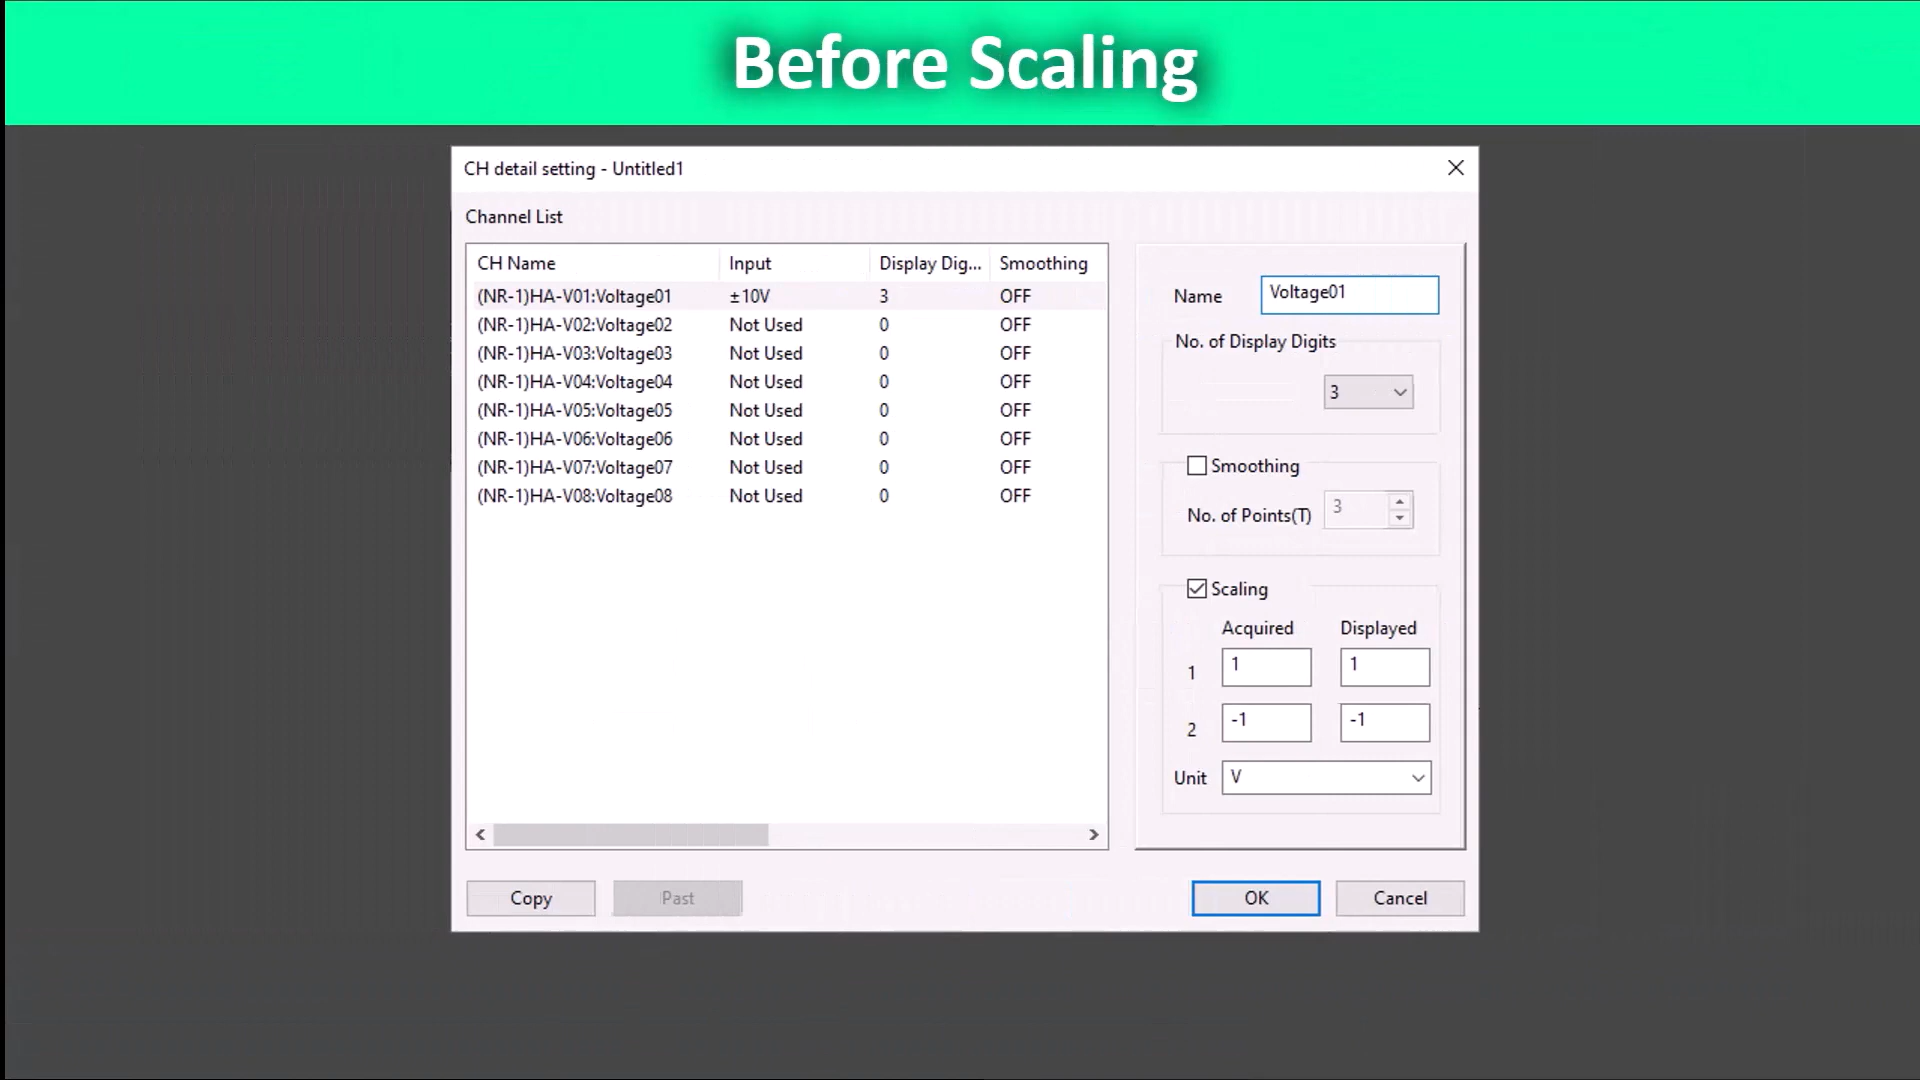 Before Scaling
CH detail setting - Untitled1
Channel List
CH Name Input Display Dig... Smoothing
(NR-1)HA-V01:Voltage01 ±10V 3 OFF
(NR-1)HA-V02:Voltage02 Not Used 0 OFF
(NR-1)HA-V03:Voltage03 Not Used 0 OFF
(NR-1)HA-V04:Voltage04 Not Used 0 OFF
(NR-1)HA-V05:Voltage05 Not Used 0 OFF
(NR-1)HA-V06:Voltage06 Not Used 0 OFF
(NR-1)HA-V07:Voltage07 Not Used 0 OFF
(NR-1)HA-V08:Voltage08 Not Used 0 OFF
Name Voltage01
No. of Display Digits
3
Smoothing
No. of Points(T) 3
Scaling
Acquired Displayed
1 1 1
2 -1 -1
Unit V
Copy Past OK Cancel